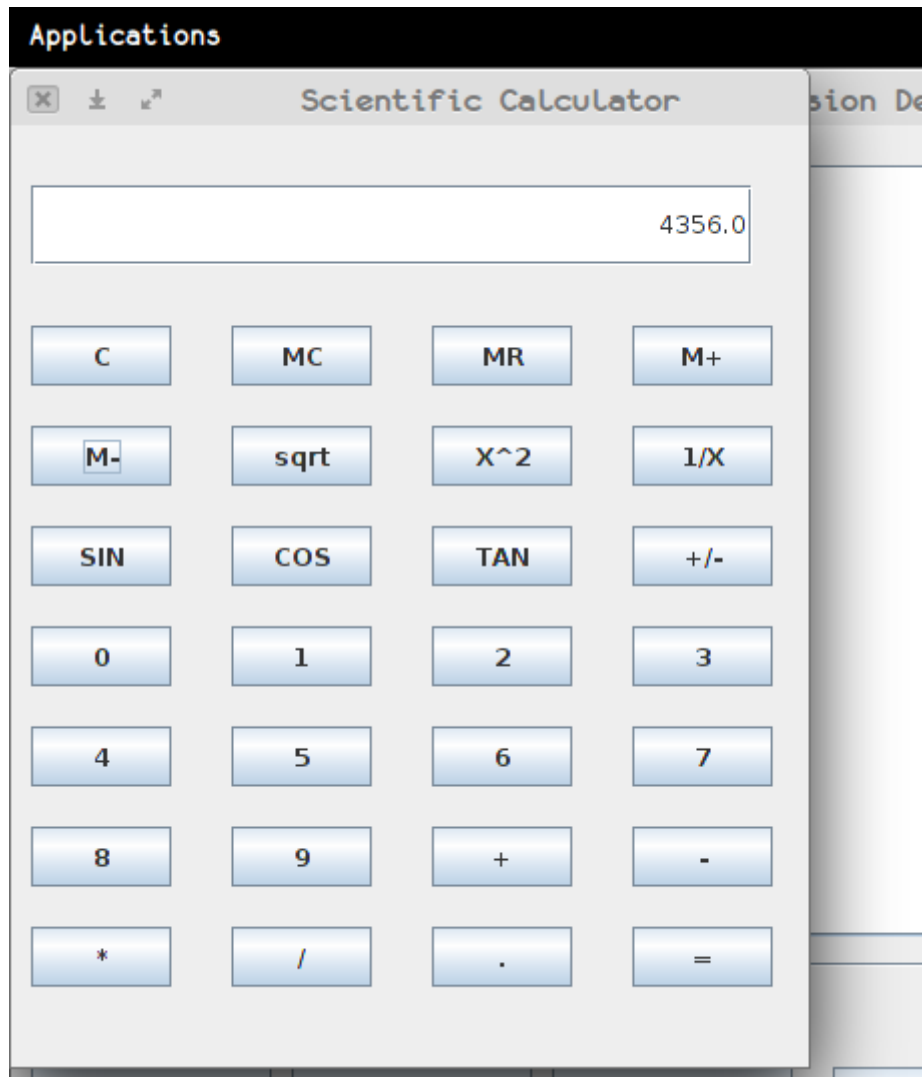 Applications
Scientific Calculator
sion De
4356.0
C MC MR M+
M- sqrt X^2 1/X
SIN COS TAN +/-
0 1 2 3
4 5 6 7
8 9 + -
* / . =